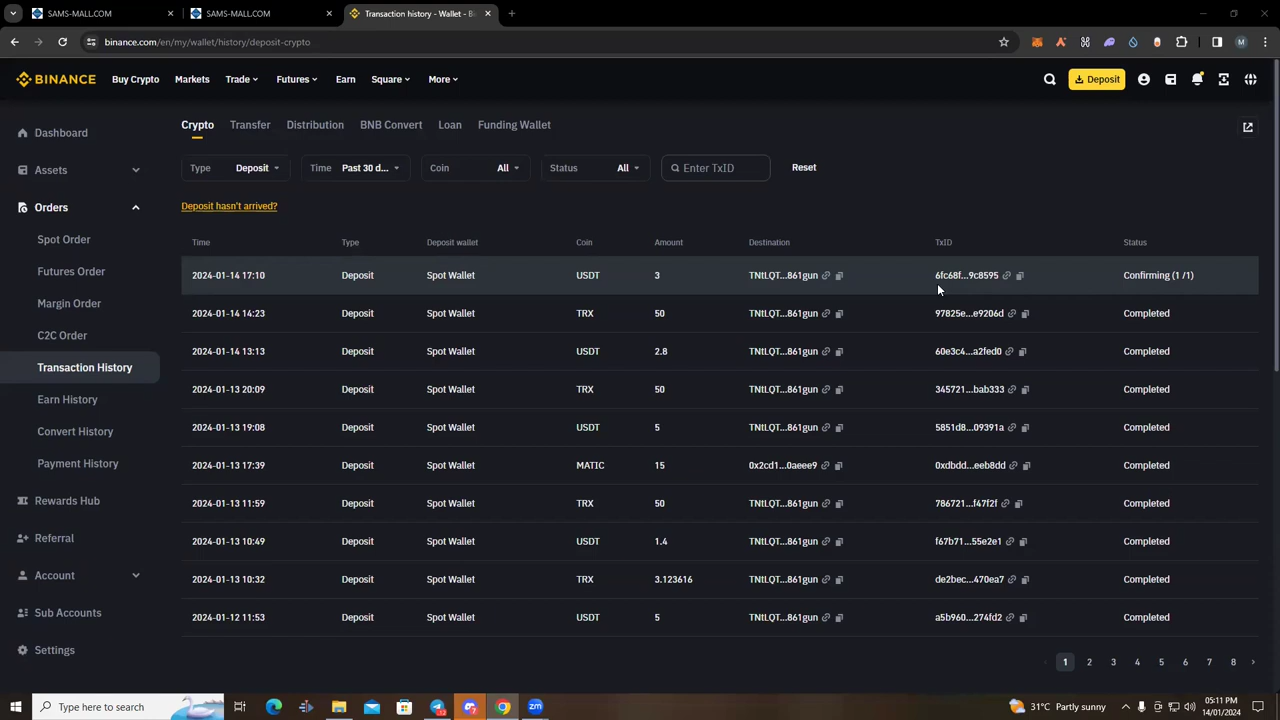 SAMS-MALL.COM
SAMS-MALL.COM
Transaction history - Wallet - Bi
binance.com/en/my/wallet/history/deposit-crypto
M
BINANCE Buy Crypto Markets Trade Futures Earn Square More Deposit
Dashboard
Assets
Orders
Spot Order
Futures Order
Margin Order
C2C Order
Transaction History
Earn History
Convert History
Payment History
Rewards Hub
Referral
Account
Sub Accounts
Settings
Crypto Transfer Distribution BNB Convert Loan Funding Wallet
Type Deposit Time Past 30 d... Coin All Status All Enter TxID Reset
Deposit hasn't arrived?
Time Type Deposit wallet Coin Amount Destination TxID Status
2024-01-14 17:10 Deposit Spot Wallet USDT 3 TNtLQT...861gun 6fc68f...9c8595 Confirming (1 /1)
2024-01-14 14:23 Deposit Spot Wallet TRX 50 TNtLQT...861gun 97825e...e9206d Completed
2024-01-14 13:13 Deposit Spot Wallet USDT 2.8 TNtLQT...861gun 60e3c4...a2fed0 Completed
2024-01-13 20:09 Deposit Spot Wallet TRX 50 TNtLQT...861gun 345721...bab333 Completed
2024-01-13 19:08 Deposit Spot Wallet USDT 5 TNtLQT...861gun 5851d8...09391a Completed
2024-01-13 17:39 Deposit Spot Wallet MATIC 15 0x2cd1...0aeee9 0xdbdd...eeb8dd Completed
2024-01-13 11:59 Deposit Spot Wallet TRX 50 TNtLQT...861gun 786721...f47f2f Completed
2024-01-13 10:49 Deposit Spot Wallet USDT 1.4 TNtLQT...861gun f67b71...55e2e1 Completed
2024-01-13 10:32 Deposit Spot Wallet TRX 3.123616 TNtLQT...861gun de2bec...470ea7 Completed
2024-01-12 11:53 Deposit Spot Wallet USDT 5 TNtLQT...861gun a5b960...274fd2 Completed
1 2 3 4 5 6 7 8
Type here to search
zm
31°C Partly sunny
05:11 PM
14/01/2024